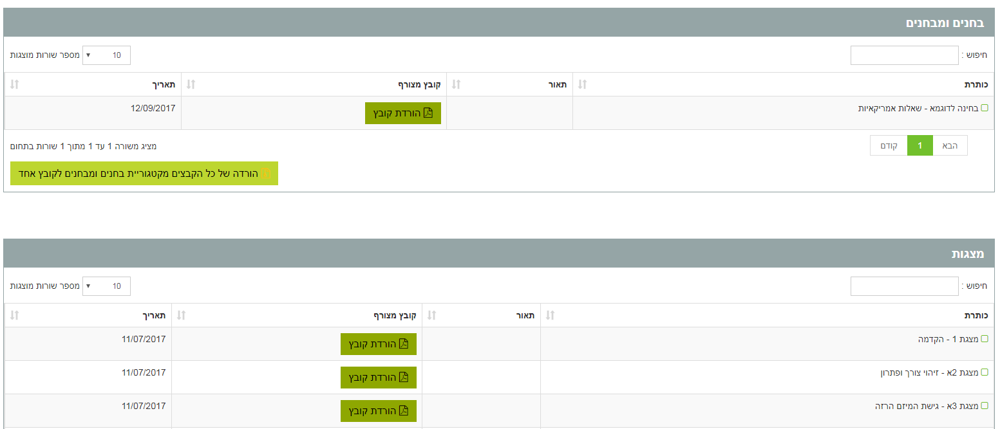 בחנים ומבחנים
חיפוש :
10 מספר שורות מוצגות
כותרת תאור קובץ מצורף תאריך
בחינה לדוגמא - שאלות אמריקאיות הורדת קובץ 12/09/2017
הבא 1 קודם
מציג משורה 1 עד 1 מתוך 1 שורות בתחום
הורדה של כל הקבצים מקטגוריית בחנים ומבחנים לקובץ אחד
מצגות
חיפוש :
10 מספר שורות מוצגות
כותרת תאור קובץ מצורף תאריך
מצגת 1 - הקדמה הורדת קובץ 11/07/2017
מצגת 2א - זיהוי צורך ופתרון הורדת קובץ 11/07/2017
מצגת 3א - גישת המיזם הרזה הורדת קובץ 11/07/2017